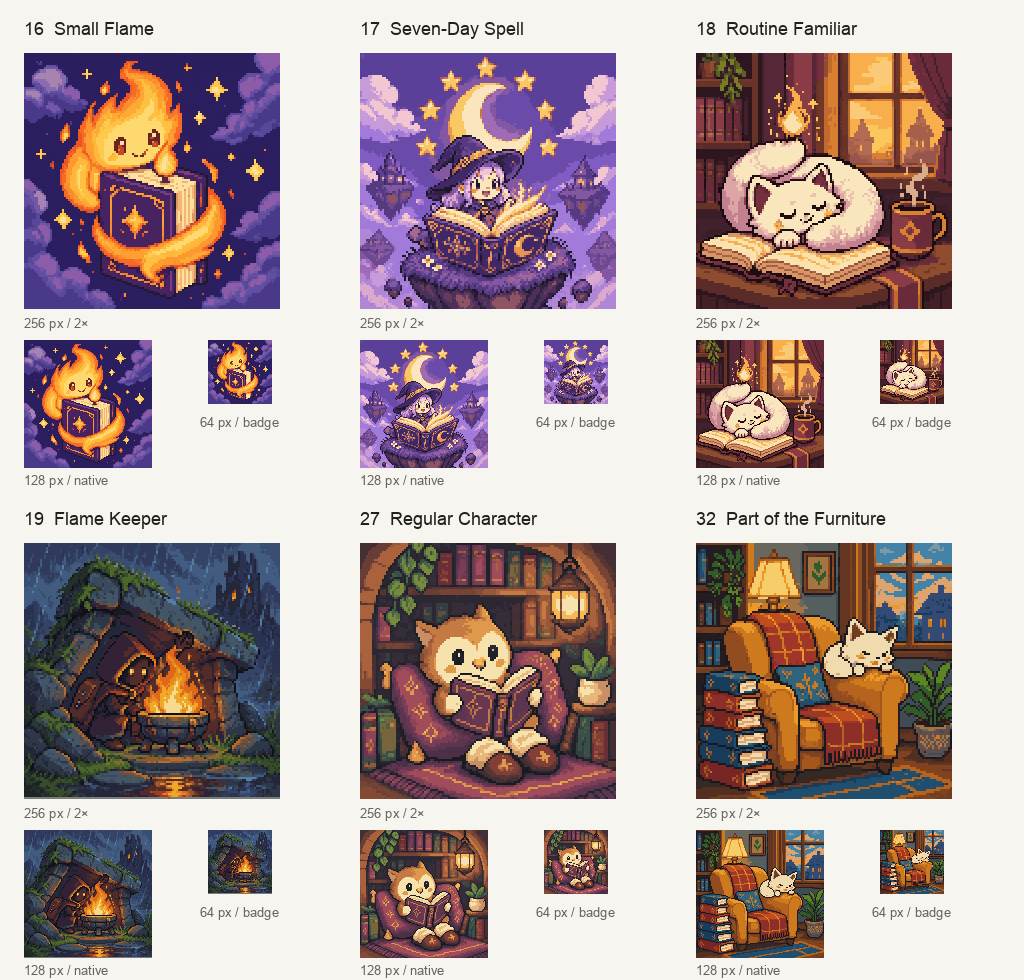 16 Small Flame
17 Seven-Day Spell
18 Routine Familiar
256 px / 2×
256 px / 2×
256 px / 2×
64 px / badge
64 px / badge
64 px / badge
128 px / native
128 px / native
128 px / native
19 Flame Keeper
27 Regular Character
32 Part of the Furniture
256 px / 2×
256 px / 2×
256 px / 2×
64 px / badge
64 px / badge
64 px / badge
128 px / native
128 px / native
128 px / native